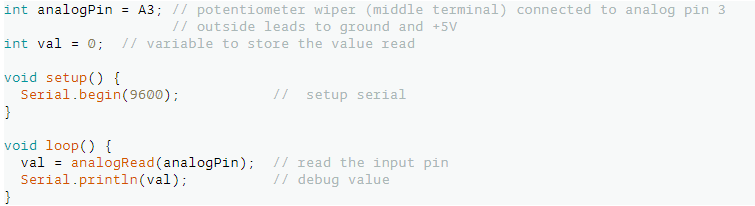 int analogPin = A3; // potentiometer wiper (middle terminal) connected to analog pin 3
                    // outside leads to ground and +5V
int val = 0;  // variable to store the value read

void setup() {
  Serial.begin(9600);           //  setup serial
}

void loop() {
  val = analogRead(analogPin);  // read the input pin
  Serial.println(val);          // debug value
}